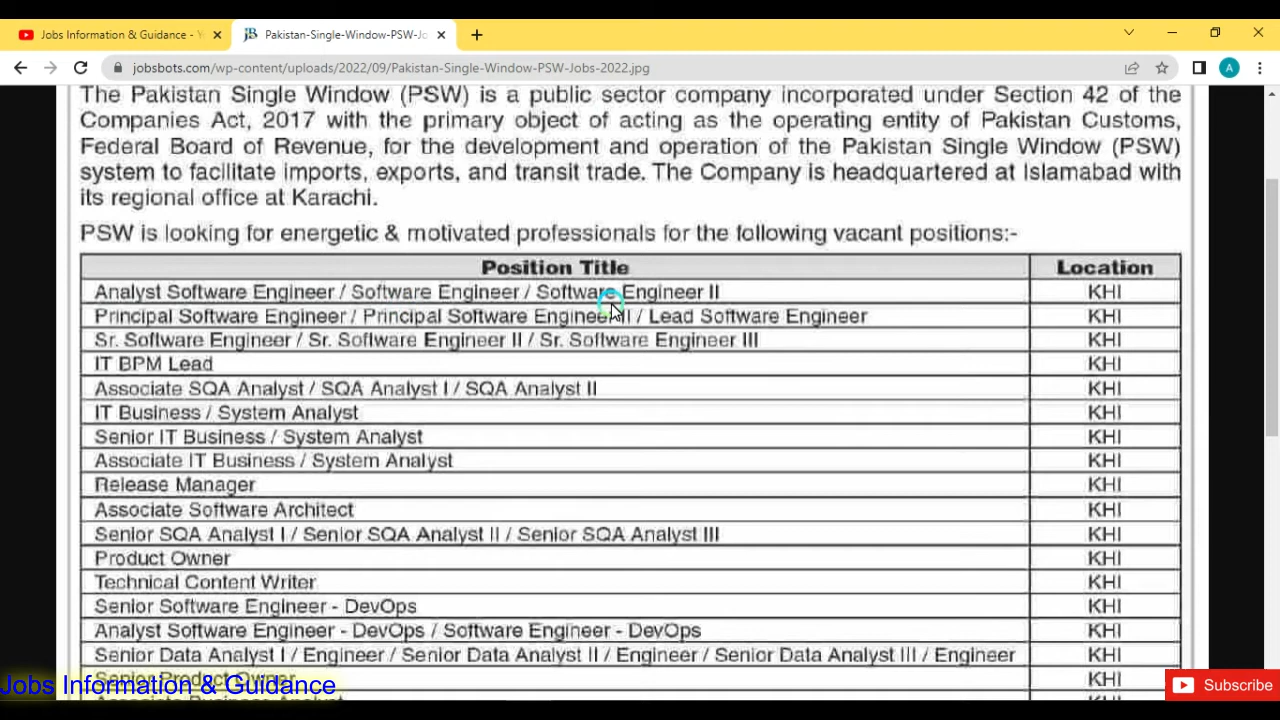 Jobs Information & Guidance - Y
Pakistan-Single-Window-PSW-Jo
jobsbots.com/wp-content/uploads/2022/09/Pakistan-Single-Window-PSW-Jobs-2022.jpg
A
The Pakistan Single Window (PSW) is a public sector company incorporated under Section 42 of the
Companies Act, 2017 with the primary object of acting as the operating entity of Pakistan Customs,
Federal Board of Revenue, for the development and operation of the Pakistan Single Window (PSW)
system to facilitate imports, exports, and transit trade. The Company is headquartered at Islamabad with
its regional office at Karachi.
PSW is looking for energetic & motivated professionals for the following vacant positions:-
Position Title Location
Analyst Software Engineer / Software Engineer / Software Engineer II KHI
Principal Software Engineer / Principal Software Engineer II / Lead Software Engineer KHI
Sr. Software Engineer / Sr. Software Engineer II / Sr. Software Engineer III KHI
IT BPM Lead KHI
Associate SQA Analyst / SQA Analyst I / SQA Analyst II KHI
IT Business / System Analyst KHI
Senior IT Business / System Analyst KHI
Associate IT Business / System Analyst KHI
Release Manager KHI
Associate Software Architect KHI
Senior SQA Analyst I / Senior SQA Analyst II / Senior SQA Analyst III KHI
Product Owner KHI
Technical Content Writer KHI
Senior Software Engineer - DevOps KHI
Analyst Software Engineer - DevOps / Software Engineer - DevOps KHI
Senior Data Analyst I / Engineer / Senior Data Analyst II / Engineer / Senior Data Analyst III / Engineer KHI
Senior Product Owner KHI
Jobs Information & Guidance
Subscribe